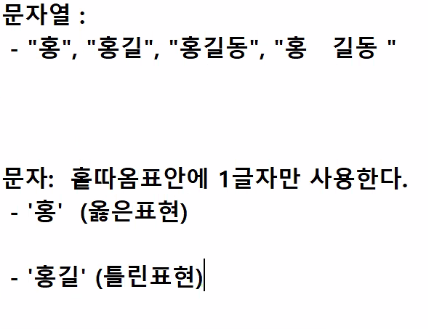 문자열 :
- "홍", "홍길", "홍길동", "홍   길동 "
문자:  홑따옴표안에 1글자만 사용한다.
- '홍'  (옳은표현)
- '홍길' (틀린표현)